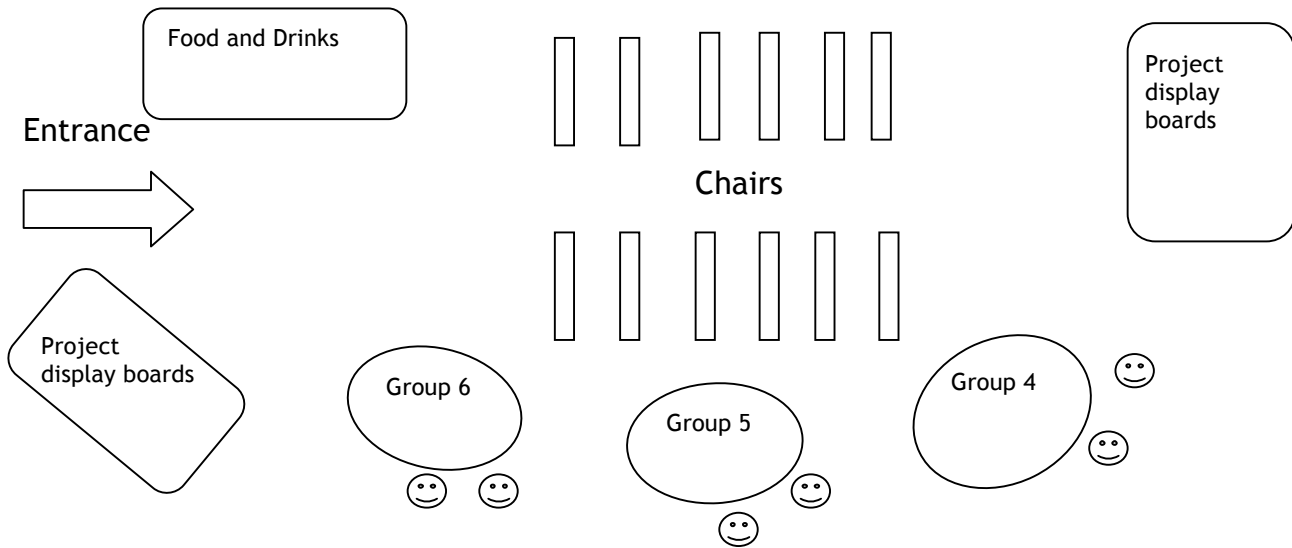 Food and Drinks
Project
display
boards
Entrance
Chairs
Project
display boards
Group 6
Group 5
Group 4